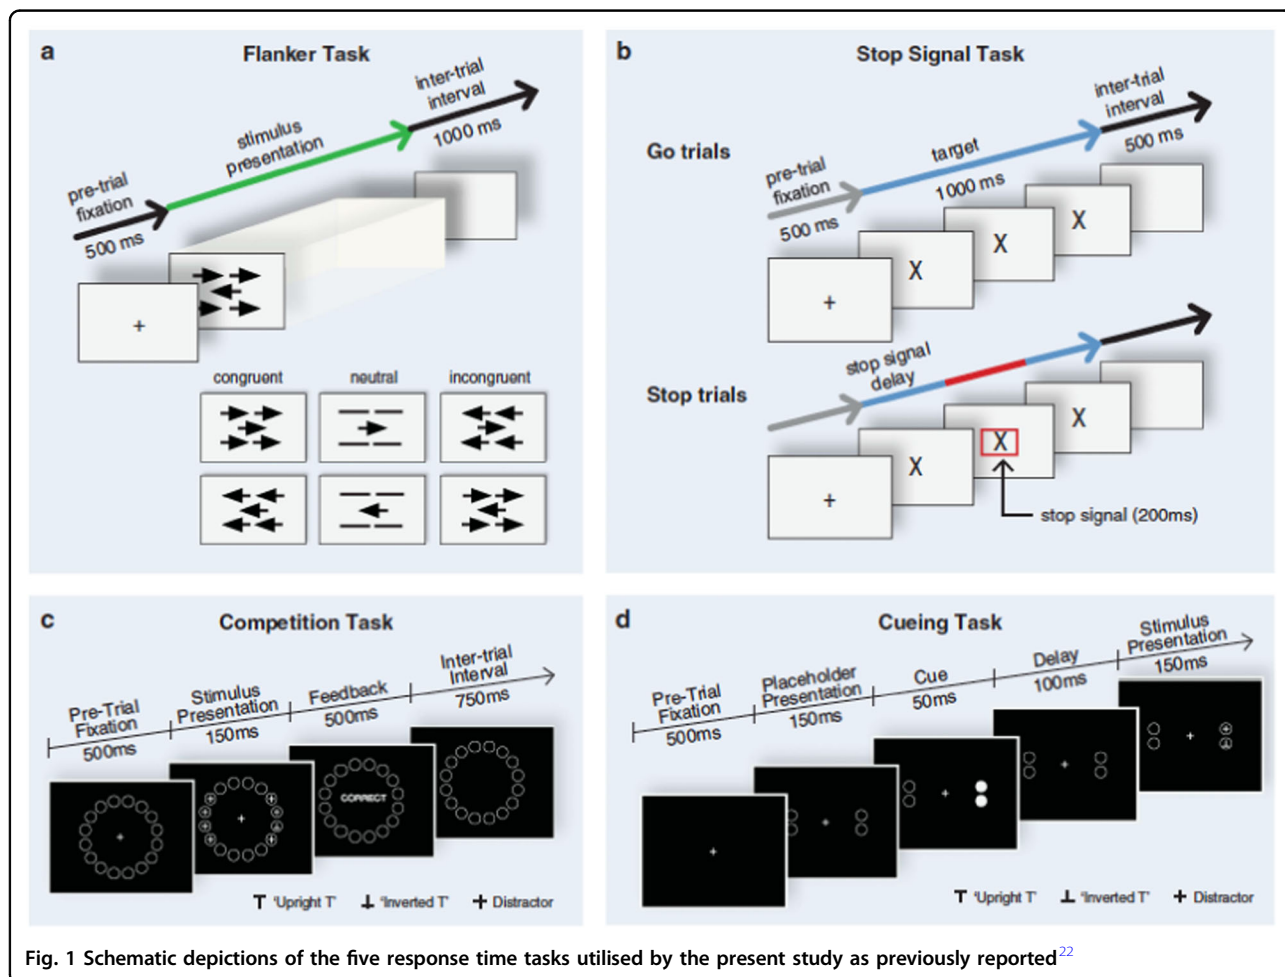 a
Flanker Task
pre-trial
fixation
500 ms
stimulus
presentation
inter-trial
interval
1000 ms
+
congruent
neutral
incongruent
b
Stop Signal Task
Go trials
pre-trial
fixation
500 ms
target
1000 ms
inter-trial
interval
500 ms
+
X
X
X
Stop trials
stop signal
delay
+
X
X
X
stop signal (200ms)
c
Competition Task
Pre-Trial
Fixation
500ms
Stimulus
Presentation
150ms
Feedback
500ms
Inter-trial
Interval
750ms
CORRECT
'Upright T'
'Inverted T'
Distractor
d
Cueing Task
Pre-Trial
Fixation
500ms
Placeholder
Presentation
150ms
Cue
50ms
Delay
100ms
Stimulus
Presentation
150ms
'Upright T'
'Inverted T'
Distractor
Fig. 1 Schematic depictions of the five response time tasks utilised by the present study as previously reported22